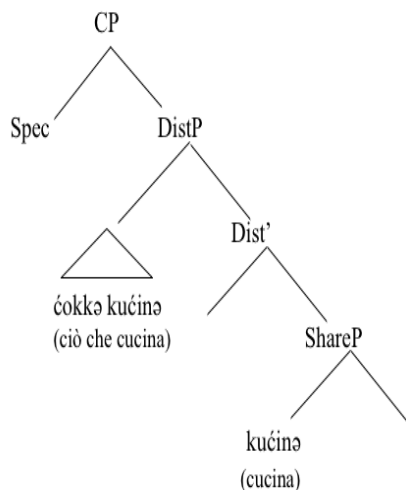 CP
Spec
DistP
Dist’
ćokkə kućinə
(ciò che cucina)
ShareP
kućinə
(cucina)